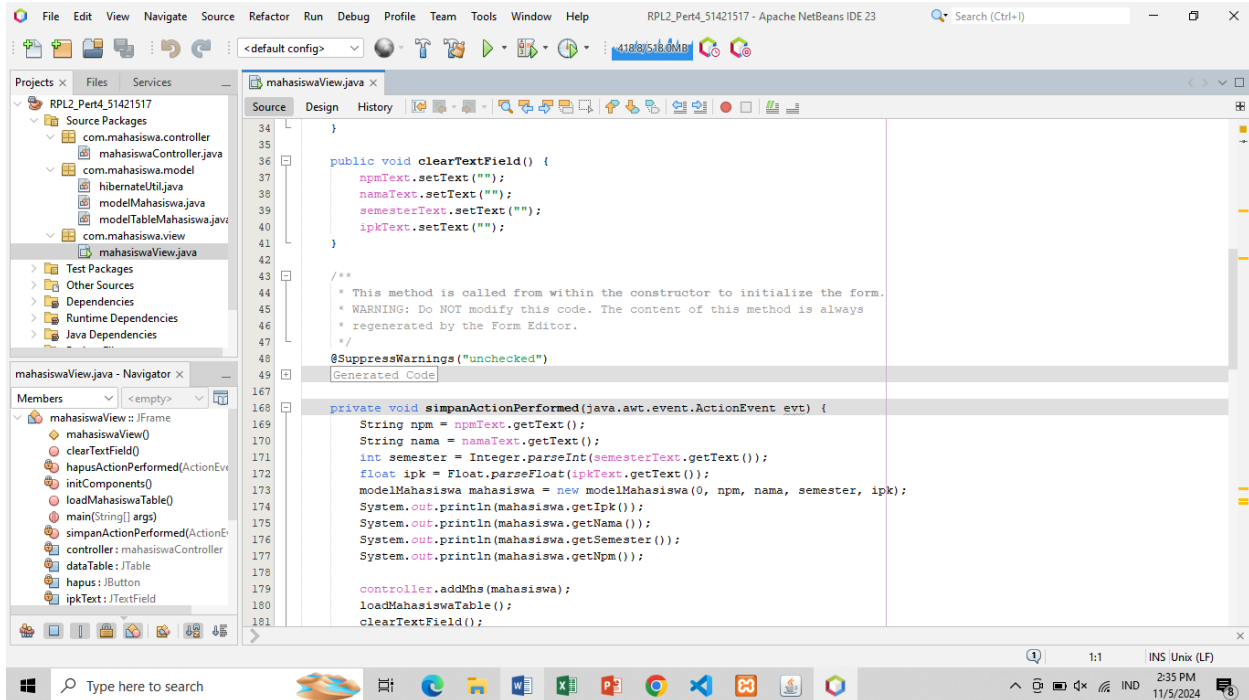 File Edit View Navigate Source Refactor Run Debug Profile Team Tools Window Help RPL2_Pert4_51421517 - Apache NetBeans IDE 23 Search (Ctrl+I)
<default config> 418.8/518.0MB
Projects Files Services
RPL2_Pert4_51421517
Source Packages
com.mahasiswa.controller
mahasiswaController.java
com.mahasiswa.model
hibernateUtil.java
modelMahasiswa.java
modelTableMahasiswa.java
com.mahasiswa.view
mahasiswaView.java
Test Packages
Other Sources
Dependencies
Runtime Dependencies
Java Dependencies
mahasiswaView.java - Navigator
Members <empty>
mahasiswaView :: JFrame
mahasiswaView()
clearTextField()
hapusActionPerformed(ActionEve
initComponents()
loadMahasiswaTable()
main(String[] args)
simpanActionPerformed(ActionE
controller : mahasiswaController
dataTable : JTable
hapus : JButton
ipkText : JTextField
mahasiswaView.java
Source Design History
34 }
35
36 public void clearTextField() {
37 npmText.setText("");
38 namaText.setText("");
39 semesterText.setText("");
40 ipkText.setText("");
41 }
42
43 /**
44 * This method is called from within the constructor to initialize the form.
45 * WARNING: Do NOT modify this code. The content of this method is always
46 * regenerated by the Form Editor.
47 */
48 @SuppressWarnings("unchecked")
49 Generated Code
167
168 private void simpanActionPerformed(java.awt.event.ActionEvent evt) {
169 String npm = npmText.getText();
170 String nama = namaText.getText();
171 int semester = Integer.parseInt(semesterText.getText());
172 float ipk = Float.parseFloat(ipkText.getText());
173 modelMahasiswa mahasiswa = new modelMahasiswa(0, npm, nama, semester, ipk);
174 System.out.println(mahasiswa.getIpk());
175 System.out.println(mahasiswa.getNama());
176 System.out.println(mahasiswa.getSemester());
177 System.out.println(mahasiswa.getNpm());
178
179 controller.addMhs(mahasiswa);
180 loadMahasiswaTable();
181 clearTextField();
1 1:1 INS Unix (LF)
Type here to search IND 2:35 PM
11/5/2024 8